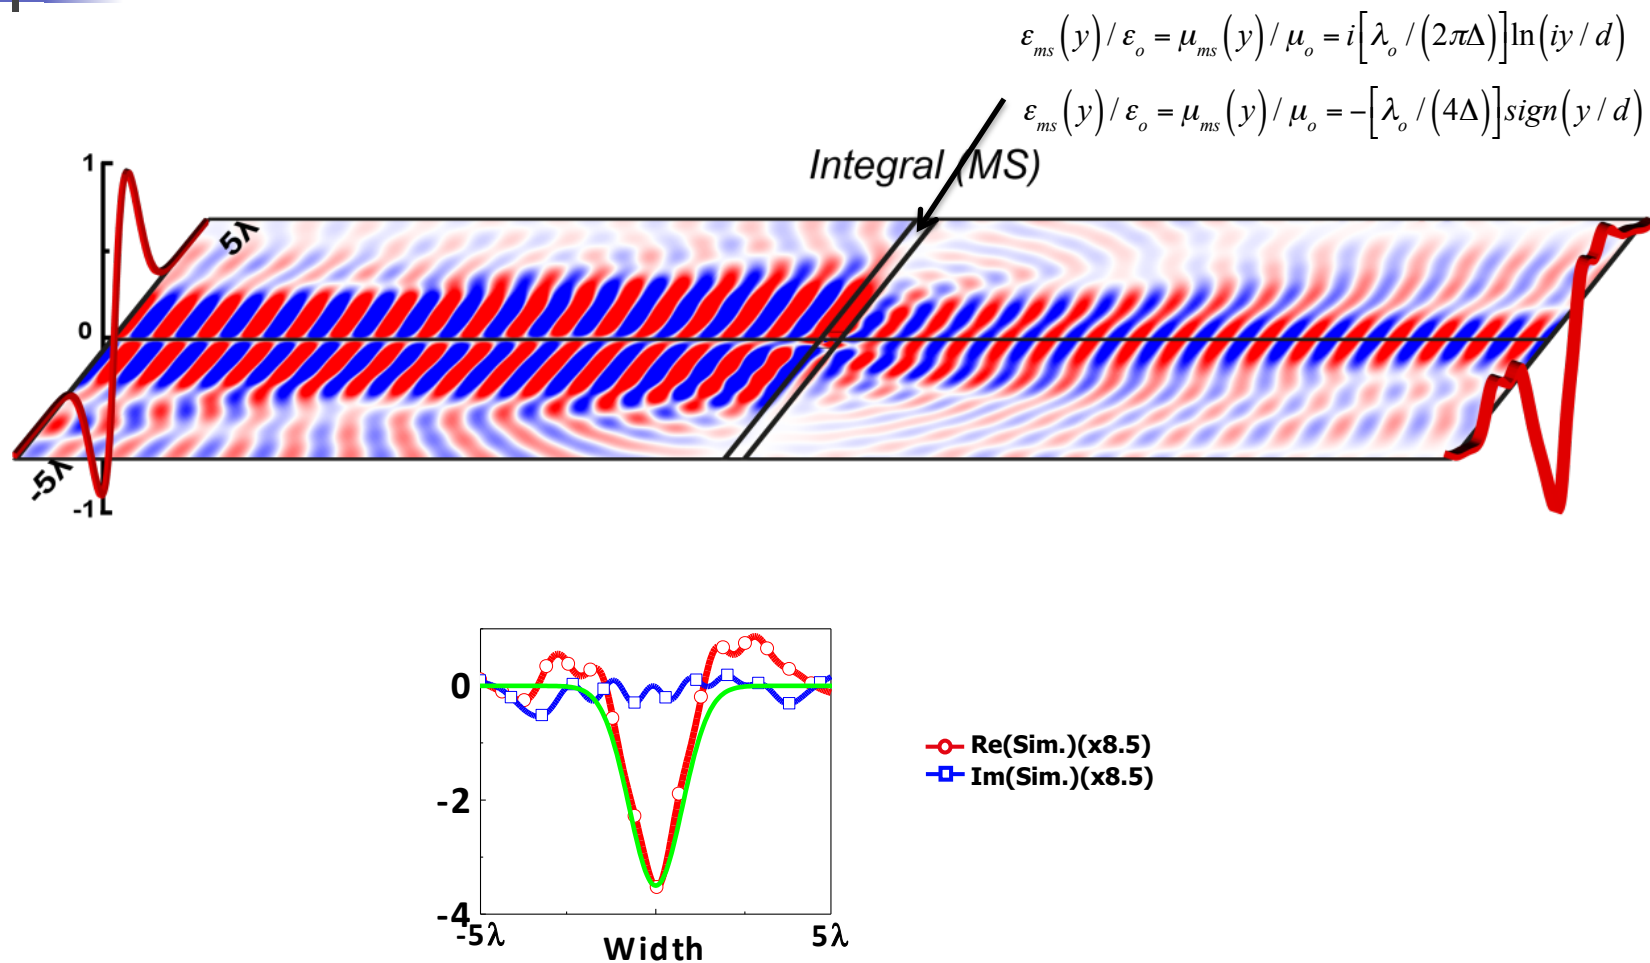 ε_ms(y)/ε_o = μ_ms(y)/μ_o = i[λ_o/(2πΔ)]ln(iy/d)
ε_ms(y)/ε_o = μ_ms(y)/μ_o = -[λ_o/(4Δ)]sign(y/d)
Integral (MS)
1
5λ
0
-5λ
-1
0
-2
-4
-5λ
5λ
Width
Re(Sim.)(x8.5)
Im(Sim.)(x8.5)